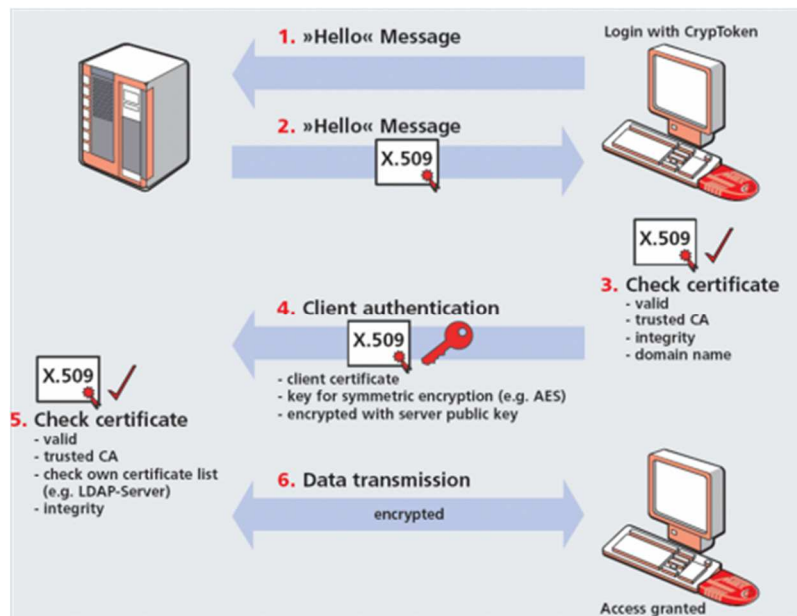 1. »Hello« Message
Login with CrypToken
2. »Hello« Message
X.509
X.509
3. Check certificate
- valid
- trusted CA
- integrity
- domain name
4. Client authentication
X.509
- client certificate
- key for symmetric encryption (e.g. AES)
- encrypted with server public key
X.509
5. Check certificate
- valid
- trusted CA
- check own certificate list
(e.g. LDAP-Server)
- integrity
6. Data transmission
encrypted
Access granted